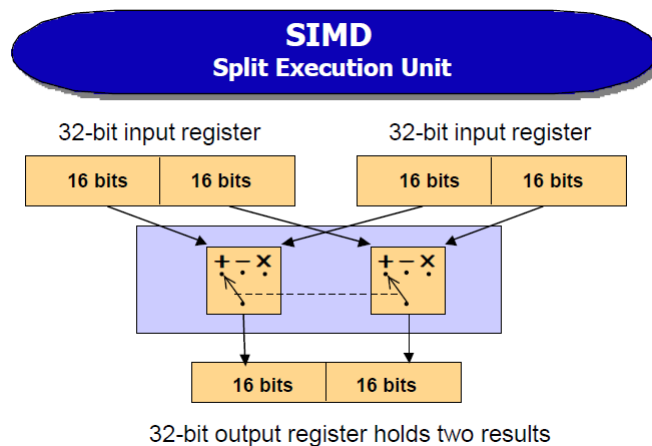 SIMD
Split Execution Unit
32-bit input register 32-bit input register
16 bits 16 bits 16 bits 16 bits
+ − × + − ×
16 bits 16 bits
32-bit output register holds two results